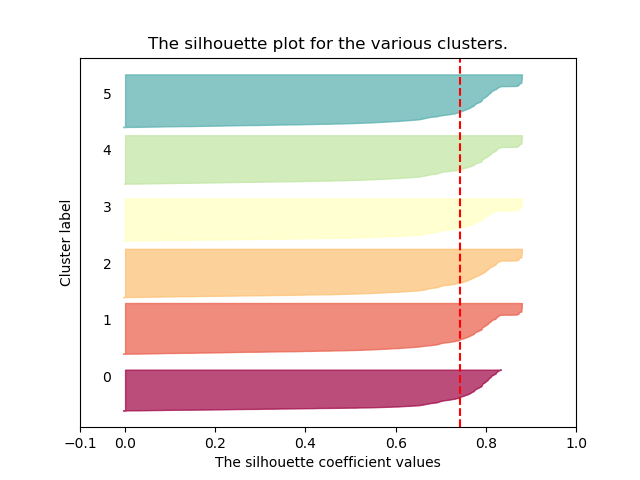 The silhouette plot for the various clusters.
5
4
3
2
1
0
Cluster label
−0.1 0.0 0.2 0.4 0.6 0.8 1.0
The silhouette coefficient values